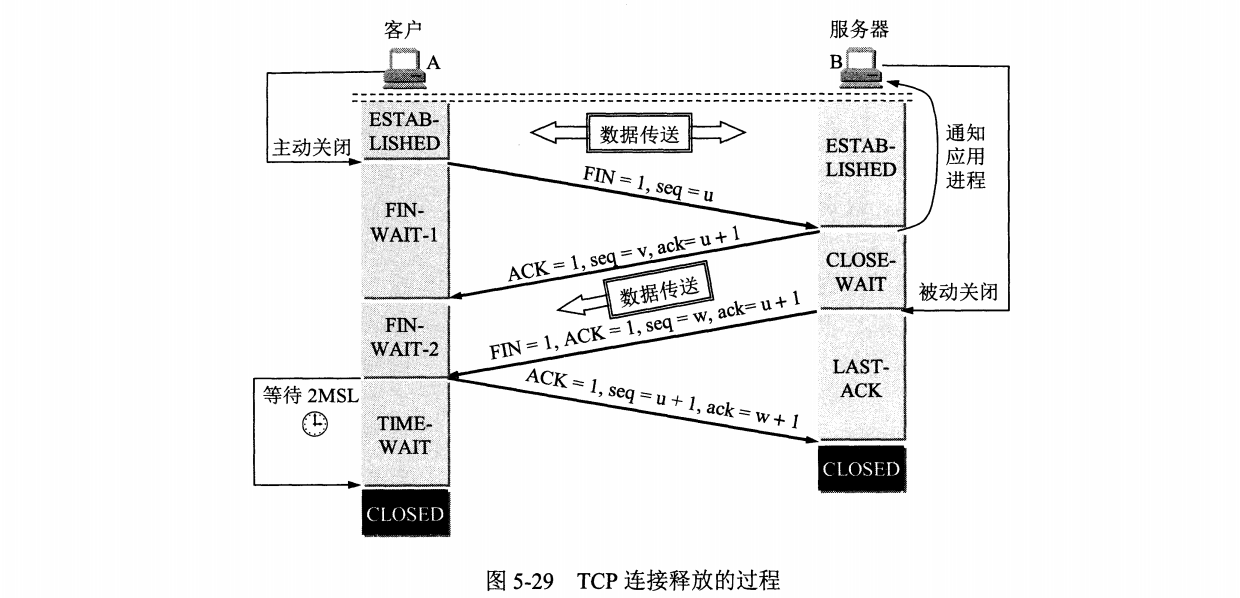 客户
服务器
A
B
ESTAB-
LISHED
数据传送
ESTAB-
LISHED
通知
应用
进程
主动关闭
FIN = 1, seq = u
FIN-
WAIT-1
ACK = 1, seq = v, ack= u + 1
CLOSE-
WAIT
数据传送
被动关闭
FIN-
WAIT-2
FIN = 1, ACK = 1, seq = w, ack= u + 1
LAST-
ACK
ACK = 1, seq = u + 1, ack = w + 1
等待 2MSL
TIME-
WAIT
CLOSED
CLOSED
图 5-29 TCP 连接释放的过程